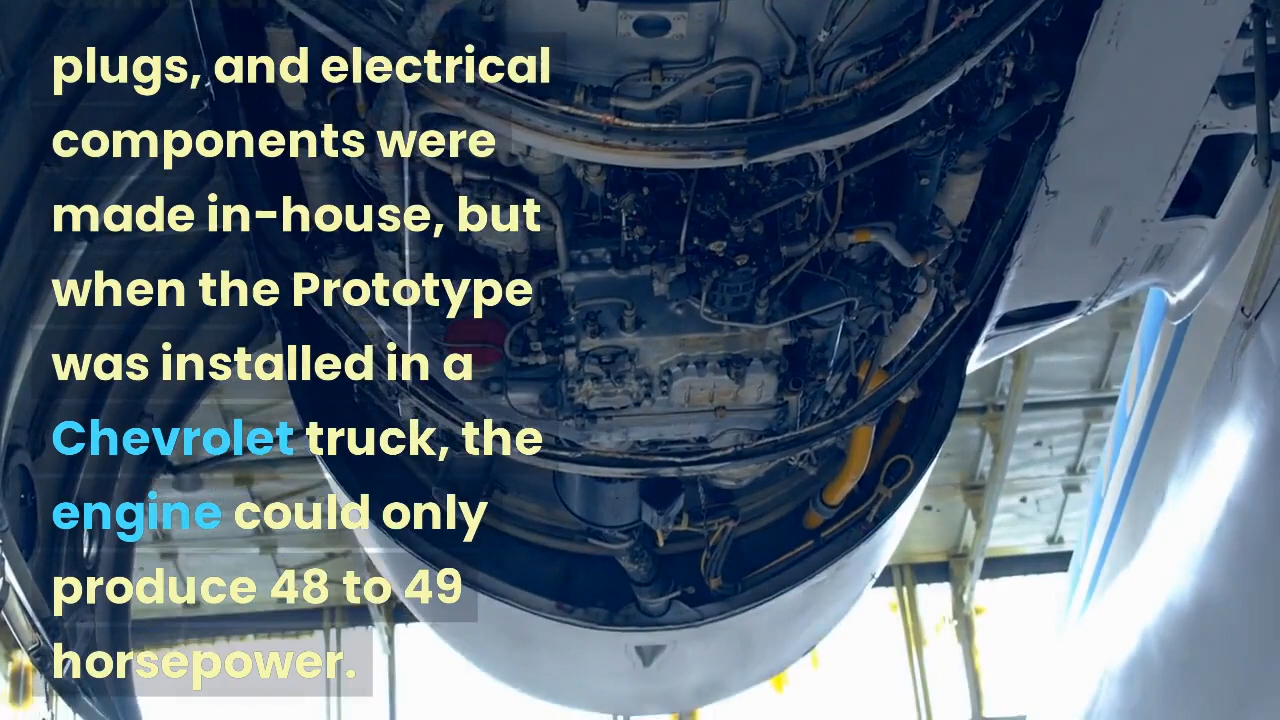 plugs, and electrical
components were
made in-house, but
when the Prototype
was installed in a
Chevrolet truck, the
engine could only
produce 48 to 49
horsepower.